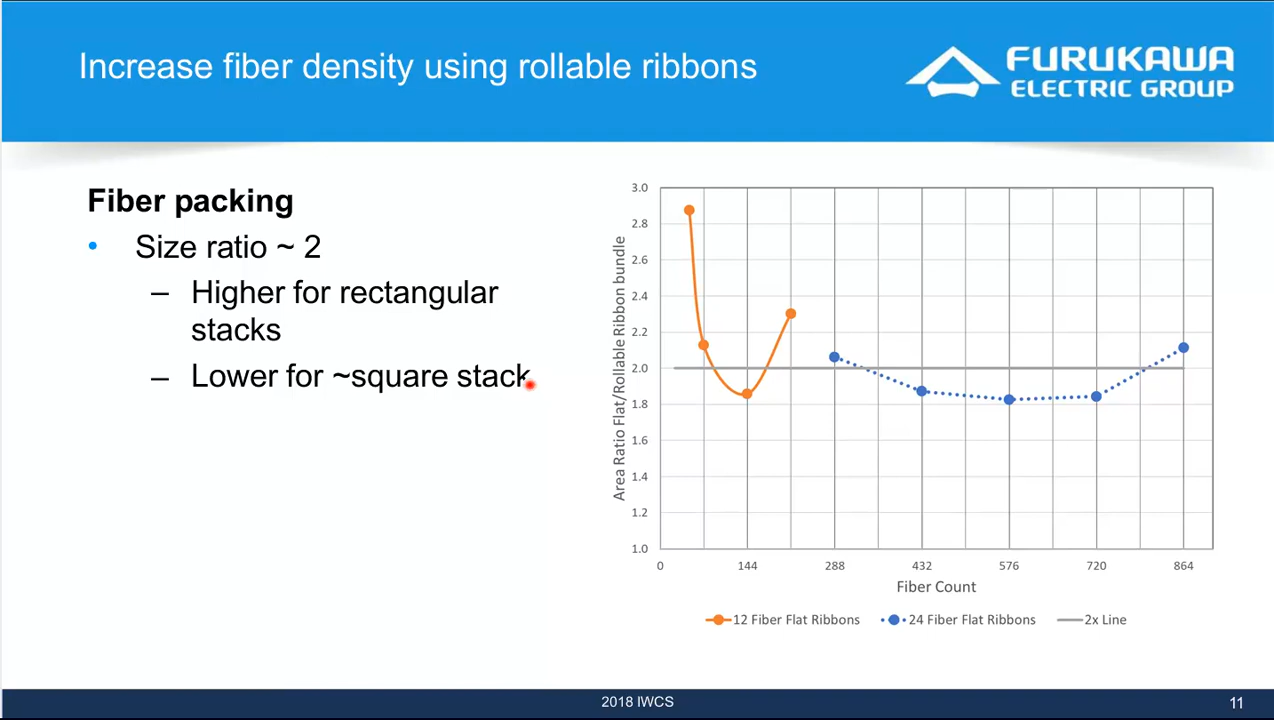 Increase fiber density using rollable ribbons
FURUKAWA
ELECTRIC GROUP
Fiber packing
• Size ratio ~ 2
– Higher for rectangular
stacks
– Lower for ~square stack
Area Ratio Flat/Rollable Ribbon bundle
3.0
2.8
2.6
2.4
2.2
2.0
1.8
1.6
1.4
1.2
1.0
0 144 288 432 576 720 864
Fiber Count
12 Fiber Flat Ribbons 24 Fiber Flat Ribbons 2x Line
2018 IWCS
11